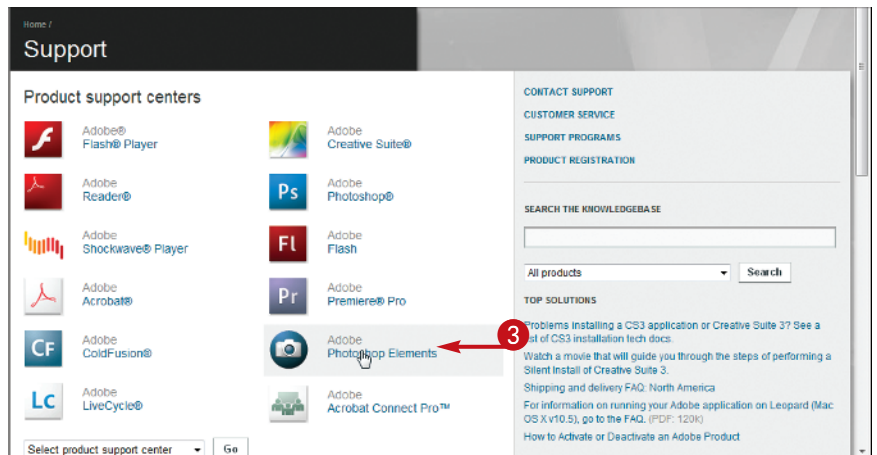 Home /
Support
Product support centers
Adobe®
Flash® Player
Adobe
Reader®
Adobe
Shockwave® Player
Adobe
Acrobat®
CF
Adobe
ColdFusion®
Lc
Adobe
LiveCycle®
Select product support center
Go
Adobe
Creative Suite®
Ps
Adobe
Photoshop®
Fl
Adobe
Flash
Pr
Adobe
Premiere® Pro
Adobe
Photoshop Elements
3
Adobe
Acrobat Connect Pro™
CONTACT SUPPORT
CUSTOMER SERVICE
SUPPORT PROGRAMS
PRODUCT REGISTRATION
SEARCH THE KNOWLEDGEBASE
All products
Search
TOP SOLUTIONS
Problems installing a CS3 application or Creative Suite 3? See a
list of CS3 installation tech docs.
Watch a movie that will guide you through the steps of performing a
Silent Install of Creative Suite 3.
Shipping and delivery FAQ: North America
For information on running your Adobe application on Leopard (Mac
OS X v10.5), go to the FAQ. (PDF: 120k)
How to Activate or Deactivate an Adobe Product